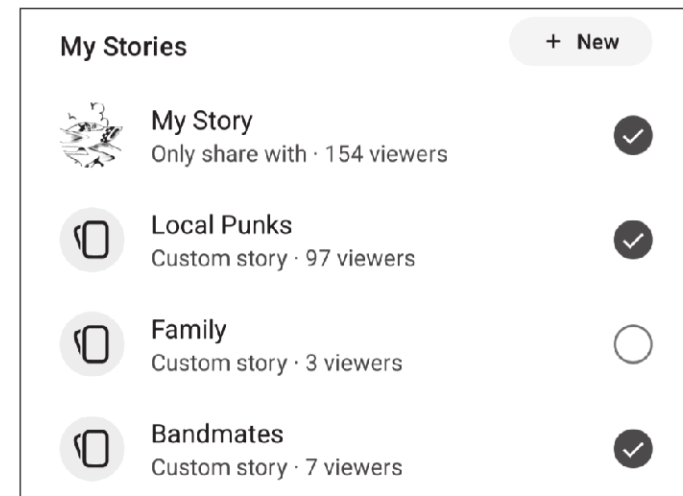 My Stories
+ New
My Story
Only share with · 154 viewers
Local Punks
Custom story · 97 viewers
Family
Custom story · 3 viewers
Bandmates
Custom story · 7 viewers